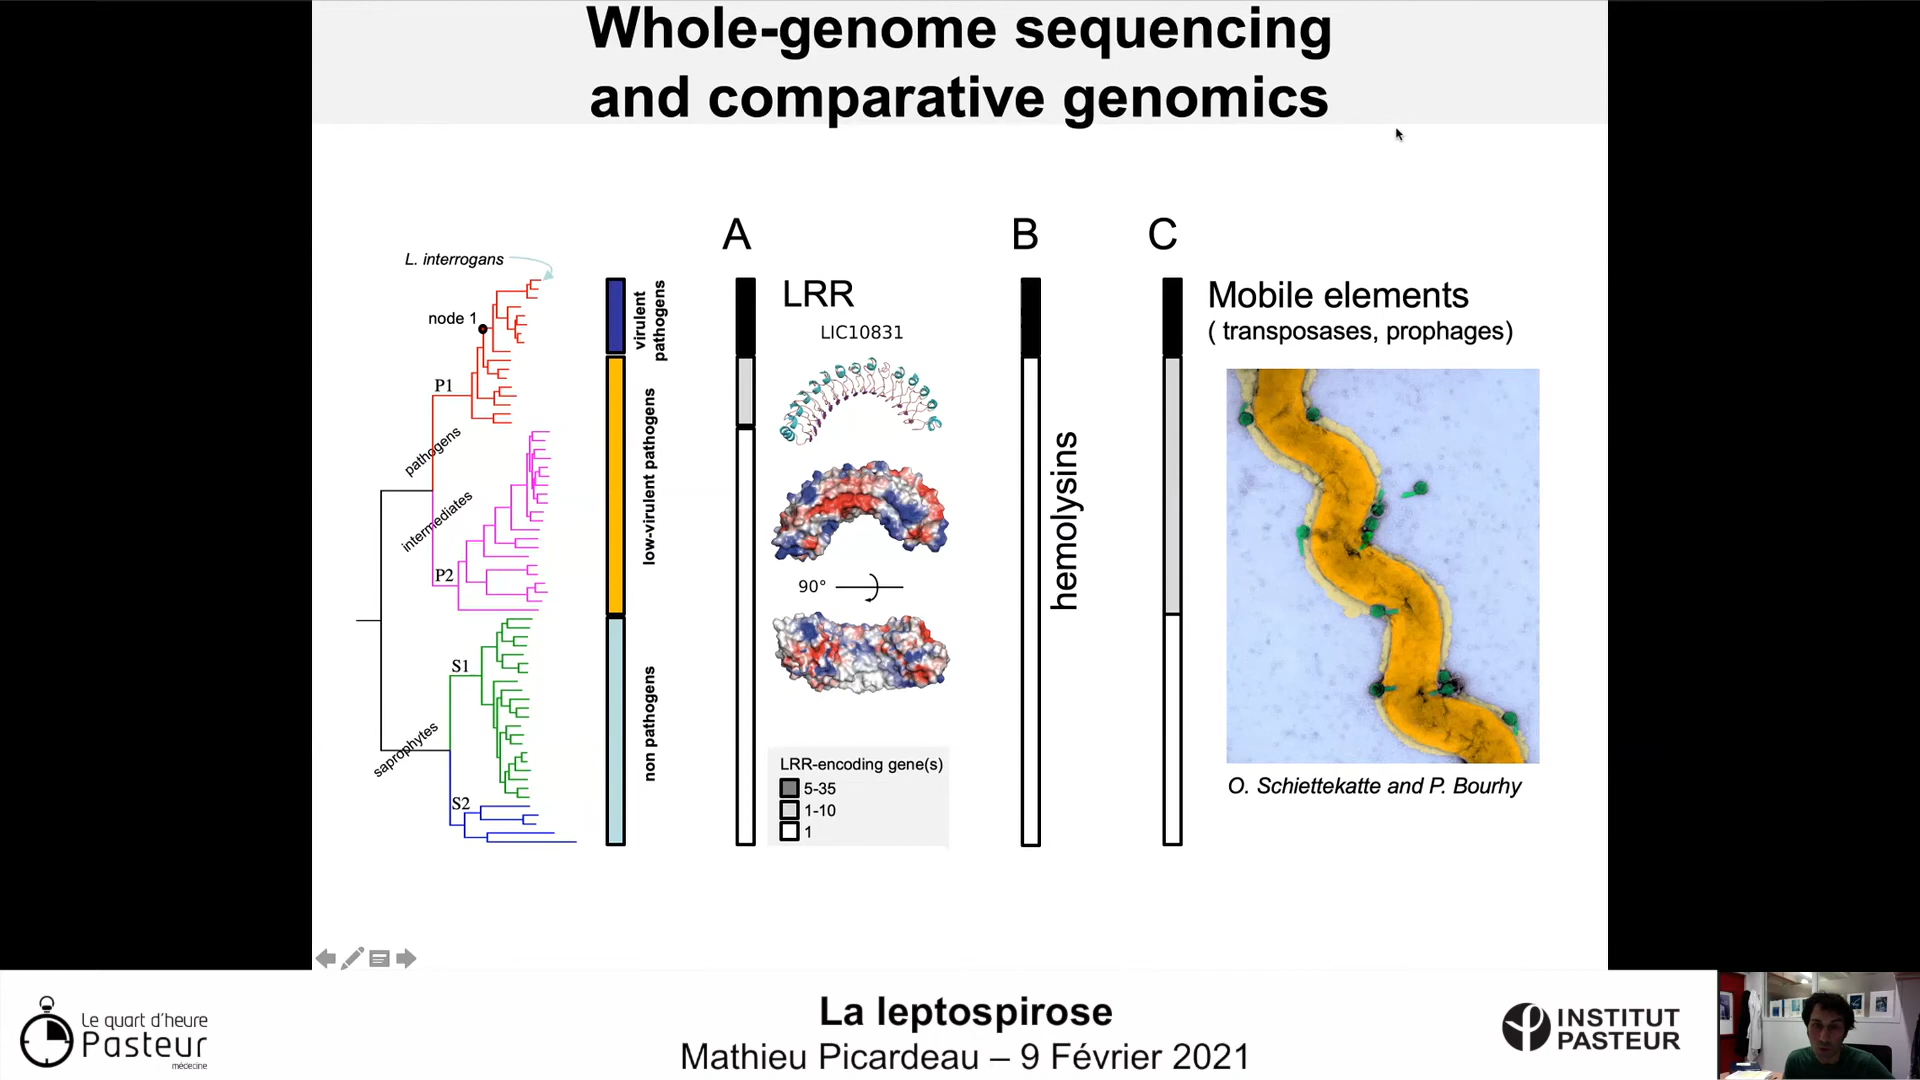 Whole-genome sequencing
and comparative genomics
L. interrogans
node 1
P1
pathogens
intermediates
P2
S1
saprophytes
S2
virulent
pathogens
low-virulent pathogens
non pathogens
A
LRR
LIC10831
90°
LRR-encoding gene(s)
5-35
1-10
1
B
hemolysins
C
Mobile elements
( transposases, prophages)
O. Schiettekatte and P. Bourhy
Le quart d'heure
Pasteur
médecine
La leptospirose
Mathieu Picardeau – 9 Février 2021
INSTITUT
PASTEUR